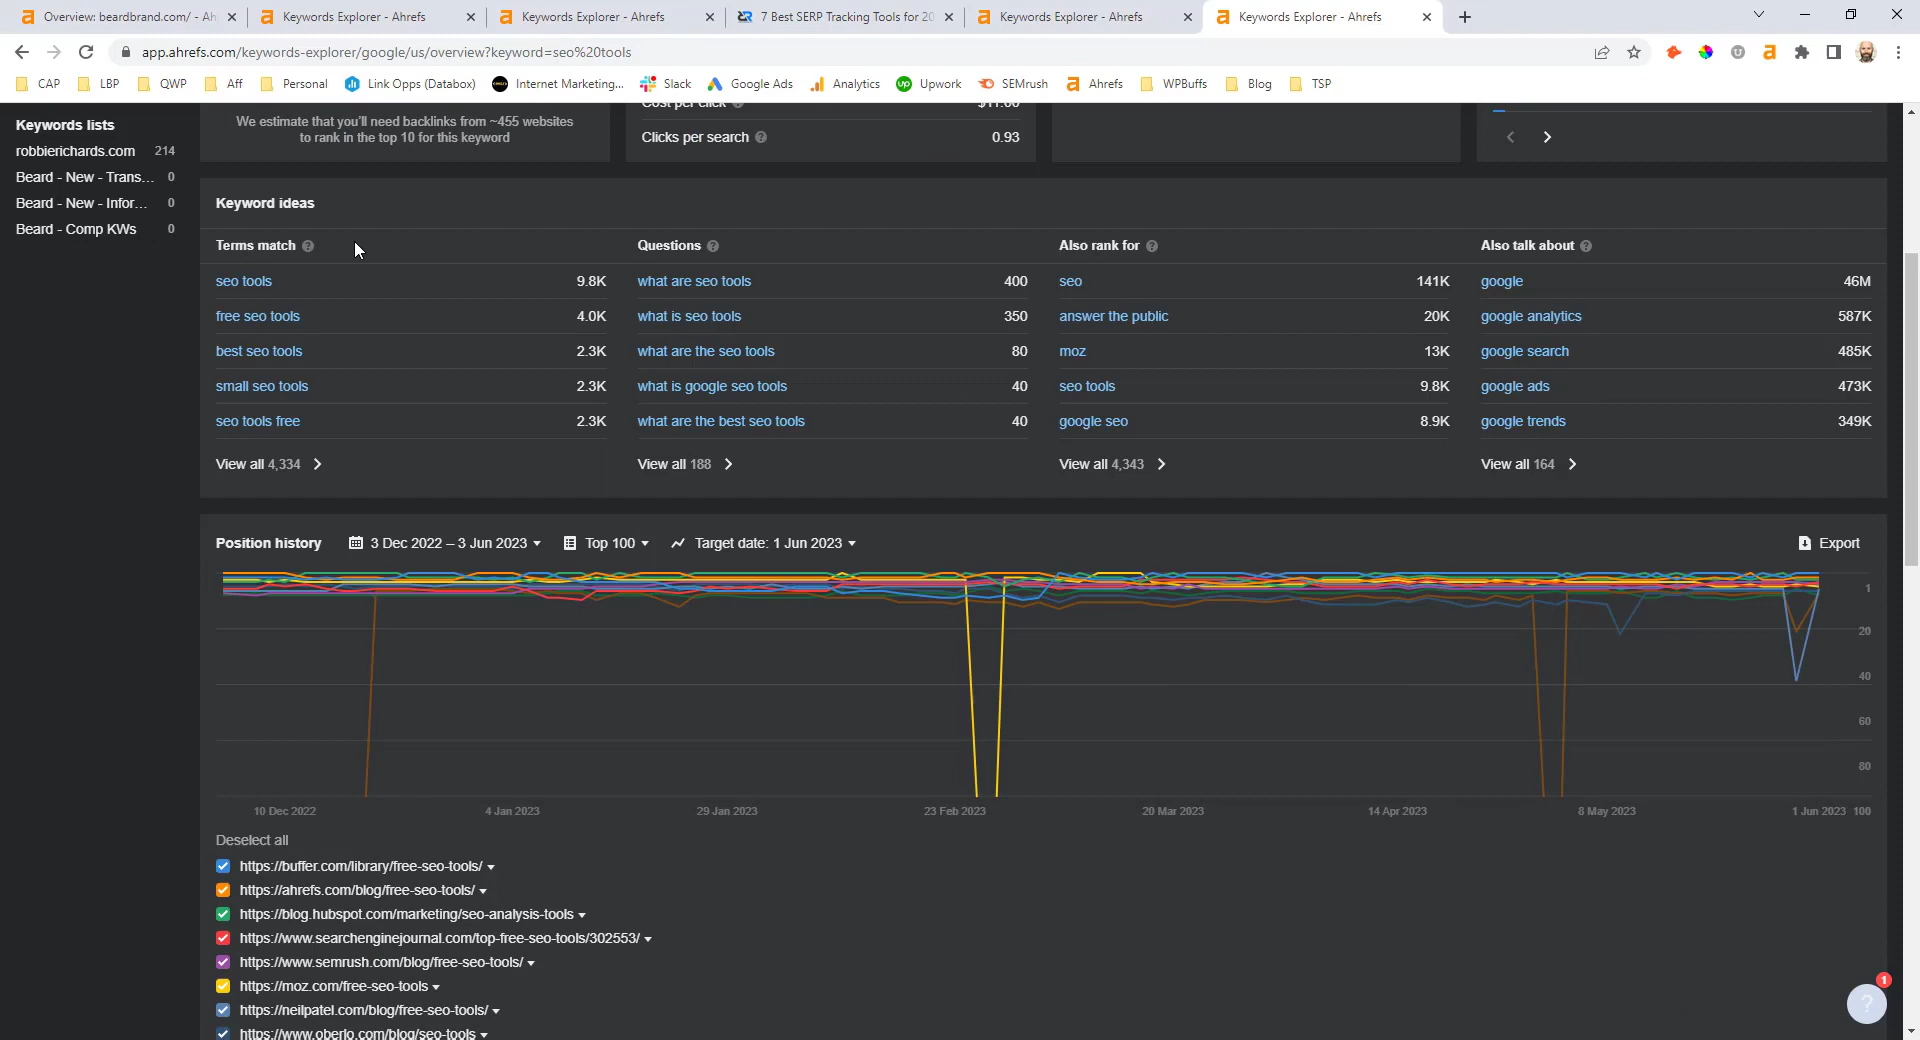 Overview: beardbrand.com/ - Ah
Keywords Explorer - Ahrefs
Keywords Explorer - Ahrefs
7 Best SERP Tracking Tools for 20
Keywords Explorer - Ahrefs
Keywords Explorer - Ahrefs
app.ahrefs.com/keywords-explorer/google/us/overview?keyword=seo%20tools
CAP
LBP
QWP
Aff
Personal
Link Opps (Databox)
Internet Marketing...
Slack
Google Ads
Analytics
Upwork
SEMrush
Ahrefs
WPBuffs
Blog
TSP
Keywords lists
robbierichards.com 214
Beard - New - Trans... 0
Beard - New - Infor... 0
Beard - Comp KWs 0
We estimate that you'll need backlinks from ~455 websites
to rank in the top 10 for this keyword
Cost per click
Clicks per search 0.93
Keyword ideas
Terms match
seo tools 9.8K
free seo tools 4.0K
best seo tools 2.3K
small seo tools 2.3K
seo tools free 2.3K
View all 4,334
Questions
what are seo tools 400
what is seo tools 350
what are the seo tools 80
what is google seo tools 40
what are the best seo tools 40
View all 188
Also rank for
seo 141K
answer the public 20K
moz 13K
seo tools 9.8K
google seo 8.9K
View all 4,343
Also talk about
google 46M
google analytics 587K
google search 485K
google ads 473K
google trends 349K
View all 164
Position history
3 Dec 2022 – 3 Jun 2023
Top 100
Target date: 1 Jun 2023
Export
1
20
40
60
80
10 Dec 2022
4 Jan 2023
29 Jan 2023
23 Feb 2023
20 Mar 2023
14 Apr 2023
8 May 2023
1 Jun 2023
100
Deselect all
https://buffer.com/library/free-seo-tools/
https://ahrefs.com/blog/free-seo-tools/
https://blog.hubspot.com/marketing/seo-analysis-tools
https://www.searchenginejournal.com/top-free-seo-tools/302553/
https://www.semrush.com/blog/free-seo-tools/
https://moz.com/free-seo-tools
https://neilpatel.com/blog/free-seo-tools/
https://www.oberlo.com/blog/seo-tools
?
1